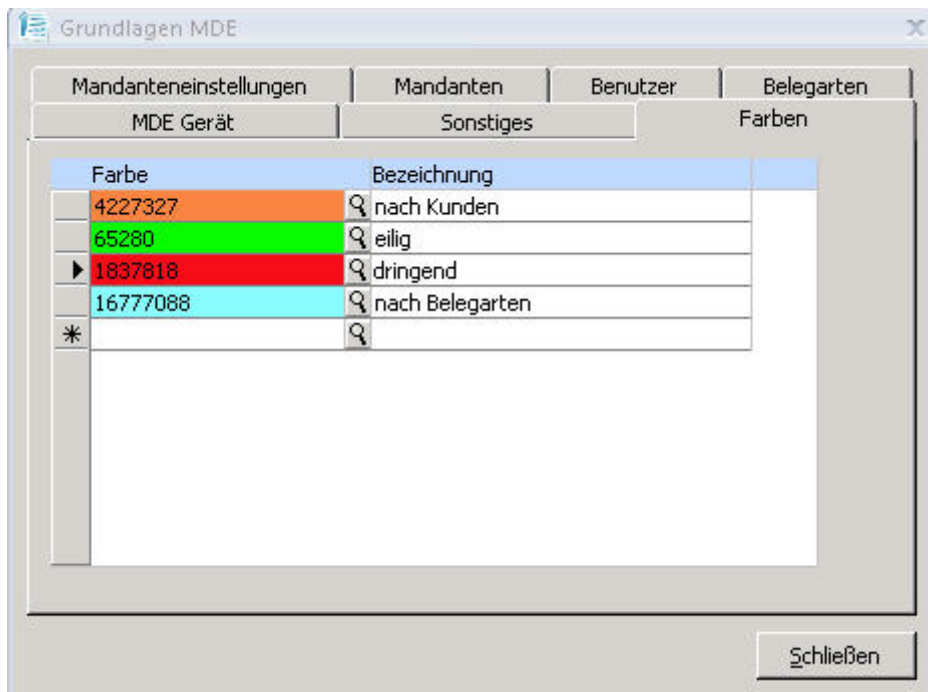 Grundlagen MDE
Mandanteneinstellungen Mandanten Benutzer Belegarten
MDE Gerät Sonstiges Farben
Farbe Bezeichnung
4227327 nach Kunden
65280 eilig
1837818 dringend
16777088 nach Belegarten
Schließen